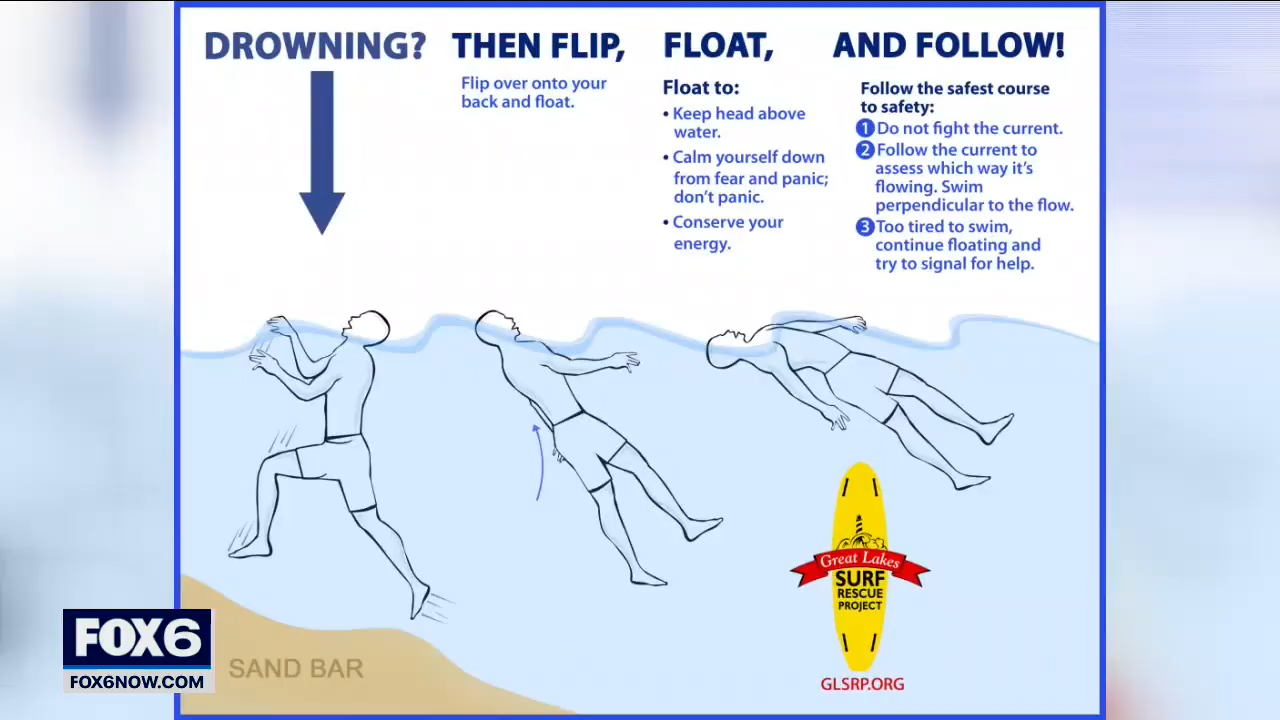 DROWNING?
THEN FLIP,
Flip over onto your
back and float.
FLOAT,
Float to:
• Keep head above
water.
• Calm yourself down
from fear and panic;
don't panic.
• Conserve your
energy.
AND FOLLOW!
Follow the safest course
to safety:
1 Do not fight the current.
2 Follow the current to
assess which way it's
flowing. Swim
perpendicular to the flow.
3 Too tired to swim,
continue floating and
try to signal for help.
Great Lakes
SURF
RESCUE
PROJECT
GLSRP.ORG
SAND BAR
FOX6
FOX6NOW.COM